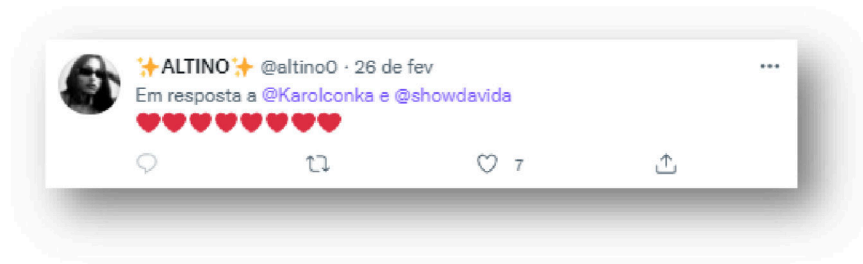 ✨ALTINO✨ @altino0 · 26 de fev
Em resposta a @Karolconka e @showdavida
❤️❤️❤️❤️❤️❤️❤️❤️
7